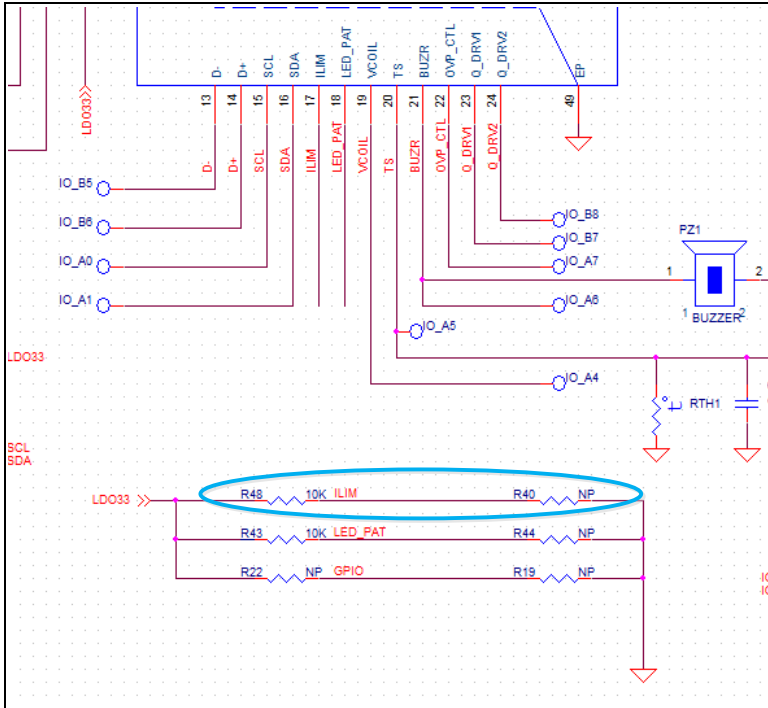 D-
D+
SCL
SDA
ILIM
LED_PAT
VCOIL
TS
BUZR
OVP_CTL
Q_DRV1
Q_DRV2
EP
13
14
15
16
17
18
19
20
21
22
23
24
49
LDO33
D-
D+
SCL
SDA
ILIM
LED_PAT
VCOIL
TS
BUZR
OVP_CTL
Q_DRV1
Q_DRV2
IO_B5
IO_B6
IO_A0
IO_A1
IO_B8
IO_B7
IO_A7
IO_A6
IO_A5
IO_A4
PZ1
1 2
1 BUZZER 2
LDO33
t RTH1
SCL
SDA
LDO33 R48 10K ILIM R40 NP
R43 10K LED_PAT R44 NP
R22 NP GPIO R19 NP